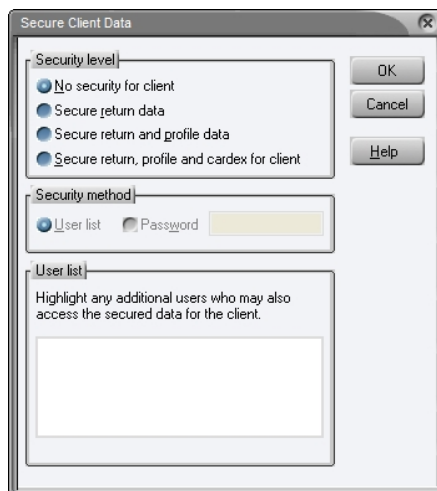 Secure Client Data
Security level
No security for client
Secure return data
Secure return and profile data
Secure return, profile and cardex for client
OK
Cancel
Help
Security method
User list
Password
User list
Highlight any additional users who may also
access the secured data for the client.